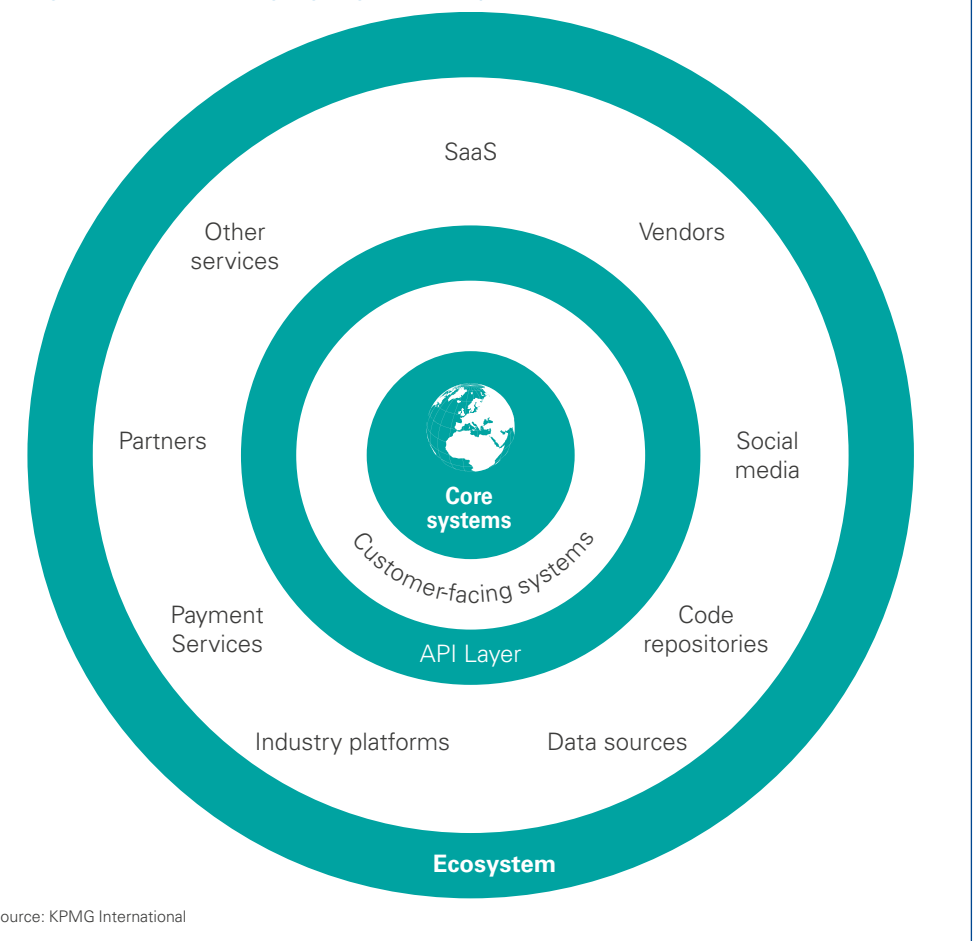 SaaS
Other
services
Vendors
Partners
Social
media
Core
systems
Customer-facing systems
Payment
Services
Code
repositories
API Layer
Industry platforms
Data sources
Ecosystem
ource: KPMG International